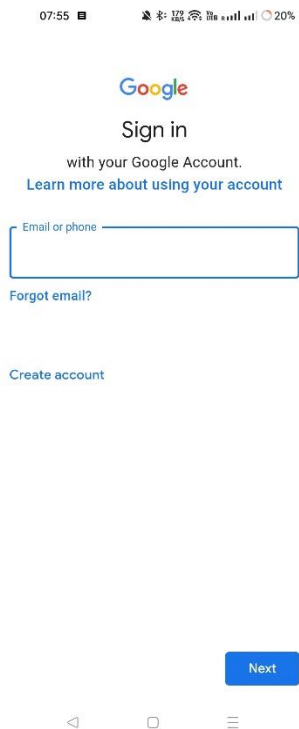 07:55 20%
Google
Sign in
with your Google Account.
Learn more about using your account
Email or phone
Forgot email?
Create account
Next